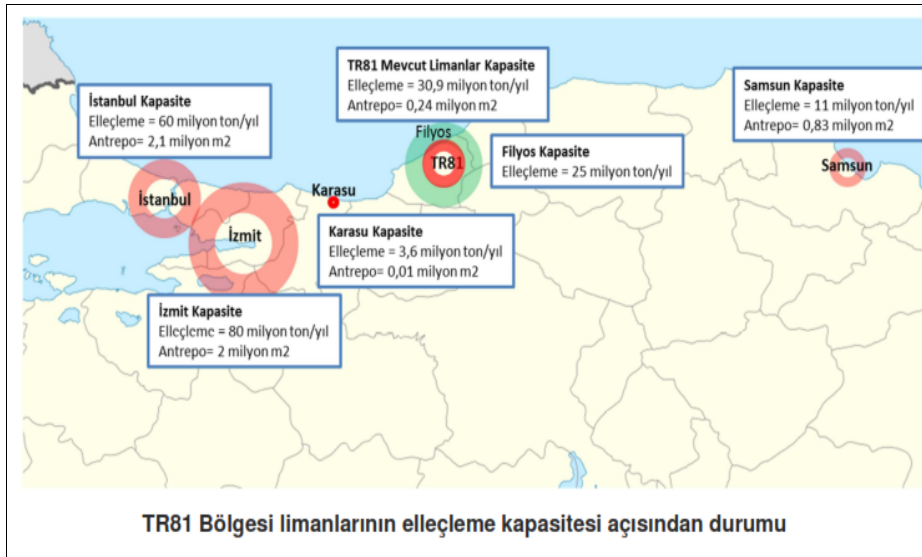 TR81 Mevcut Limanlar Kapasite
Elleçleme = 30,9 milyon ton/yıl
Antrepo= 0,24 milyon m2
Samsun Kapasite
Elleçleme = 11 milyon ton/yıl
Antrepo= 0,83 milyon m2
İstanbul Kapasite
Elleçleme = 60 milyon ton/yıl
Antrepo= 2,1 milyon m2
Filyos
TR81
Filyos Kapasite
Elleçleme = 25 milyon ton/yıl
Samsun
Karasu
İstanbul
İzmit
Karasu Kapasite
Elleçleme = 3,6 milyon ton/yıl
Antrepo= 0,01 milyon m2
İzmit Kapasite
Elleçleme = 80 milyon ton/yıl
Antrepo= 2 milyon m2
TR81 Bölgesi limanlarının elleçleme kapasitesi açısından durumu